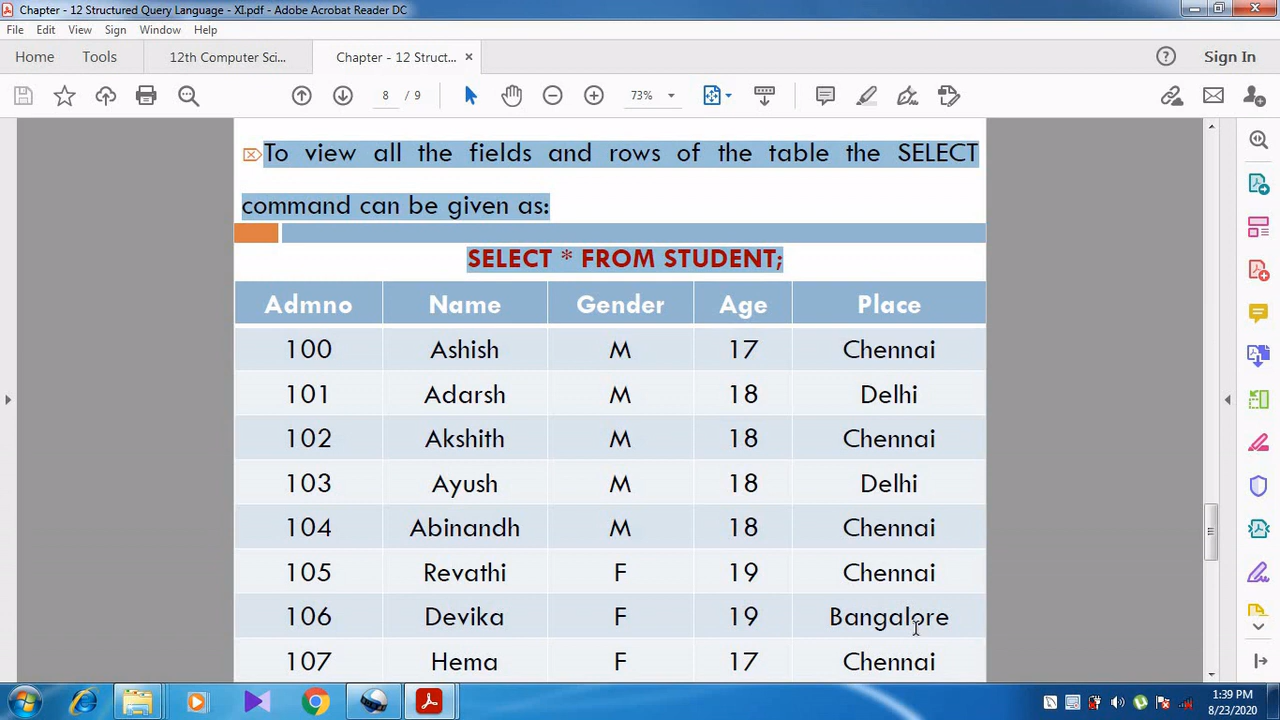 Chapter - 12 Structured Query Language - XI.pdf - Adobe Acrobat Reader DC
File Edit View Sign Window Help
Home Tools 12th Computer Sci... Chapter - 12 Struct... × Sign In
8 / 9 73%
To view all the fields and rows of the table the SELECT
command can be given as:
SELECT * FROM STUDENT;
Admno Name Gender Age Place
100 Ashish M 17 Chennai
101 Adarsh M 18 Delhi
102 Akshith M 18 Chennai
103 Ayush M 18 Delhi
104 Abinandh M 18 Chennai
105 Revathi F 19 Chennai
106 Devika F 19 Bangalore
107 Hema F 17 Chennai
1:39 PM
8/23/2020